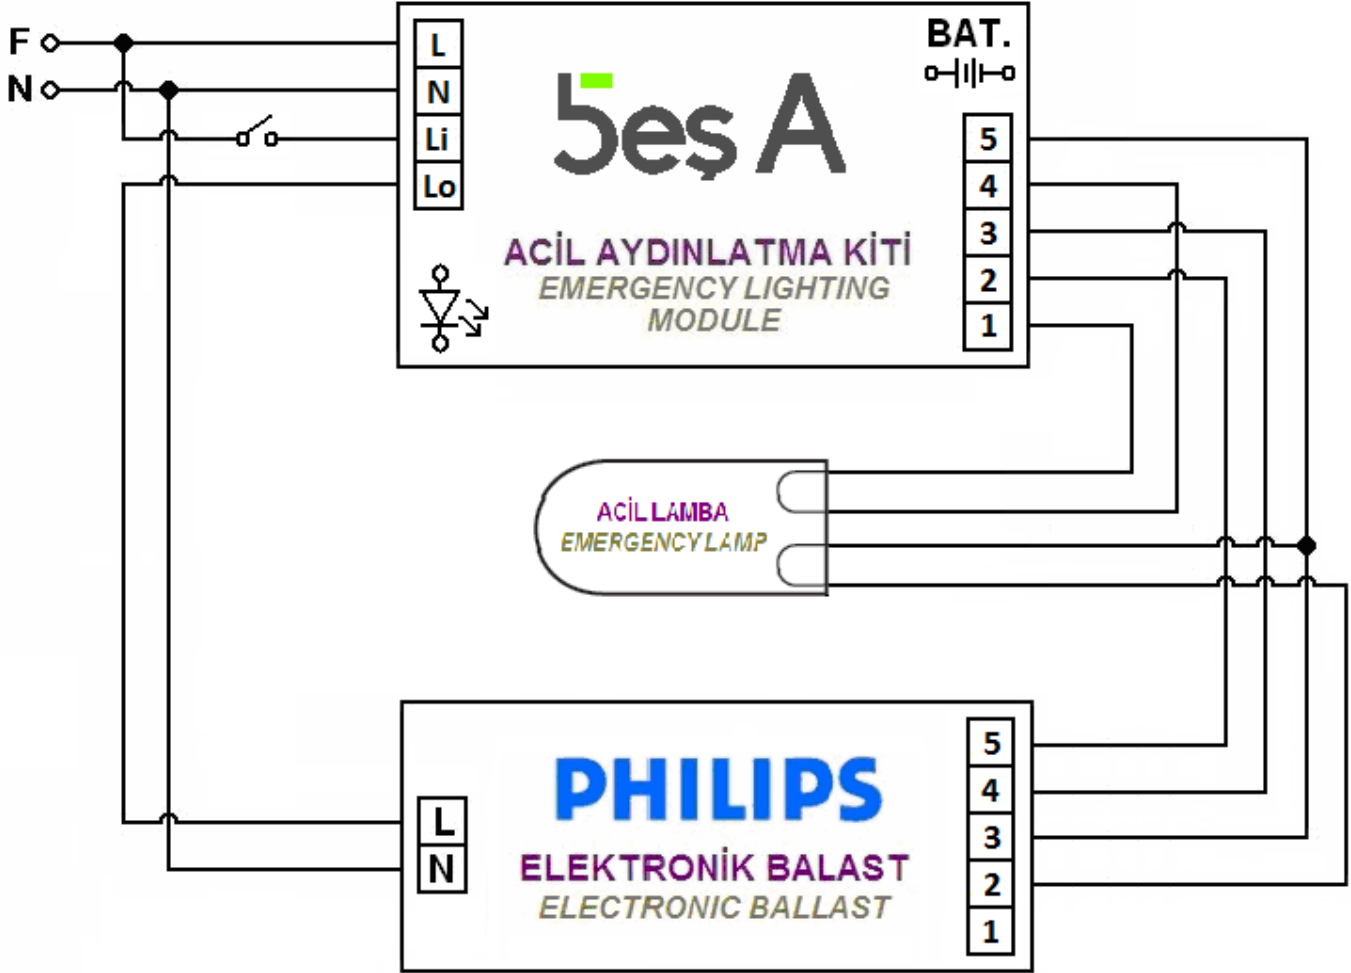 F
N
L
N
Li
Lo
BAT.
5
4
3
2
1
beş A
ACİL AYDINLATMA KİTİ
EMERGENCY LIGHTING
MODULE
ACİL LAMBA
EMERGENCY LAMP
L
N
PHILIPS
ELEKTRONİK BALAST
ELECTRONIC BALLAST
5
4
3
2
1